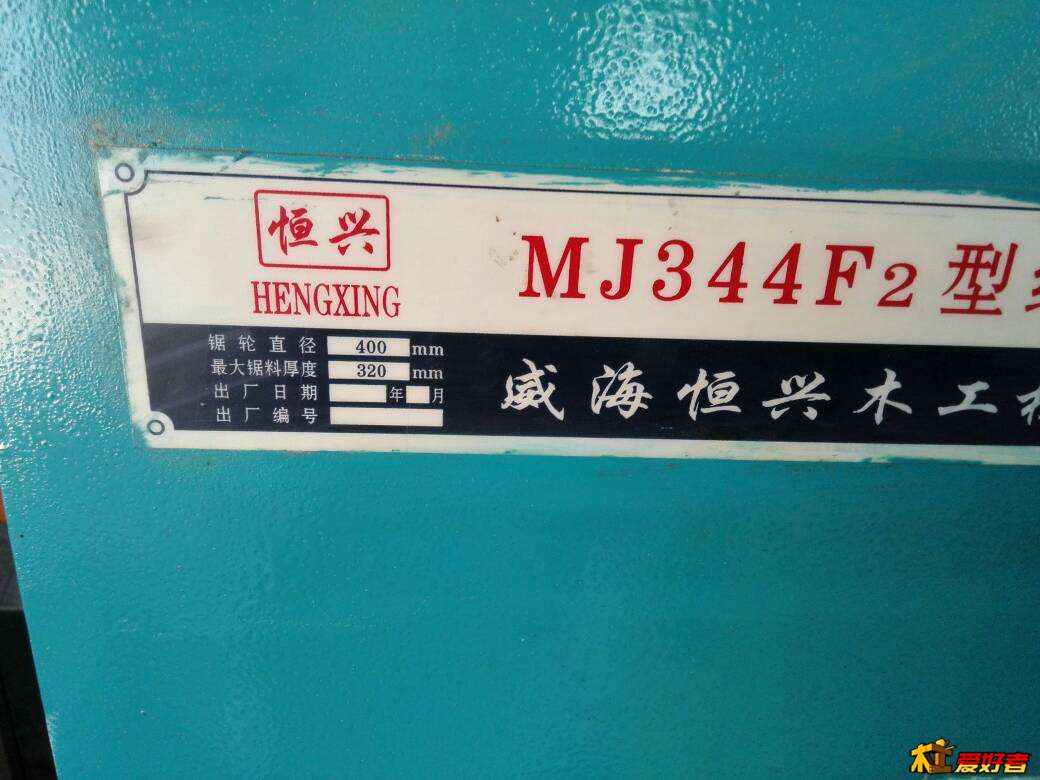 恒兴
HENGXING
MJ344F2型
锯轮直径 400 mm
最大锯料厚度 320 mm
出厂日期 年 月
出厂编号
威海恒兴木工
爱好者